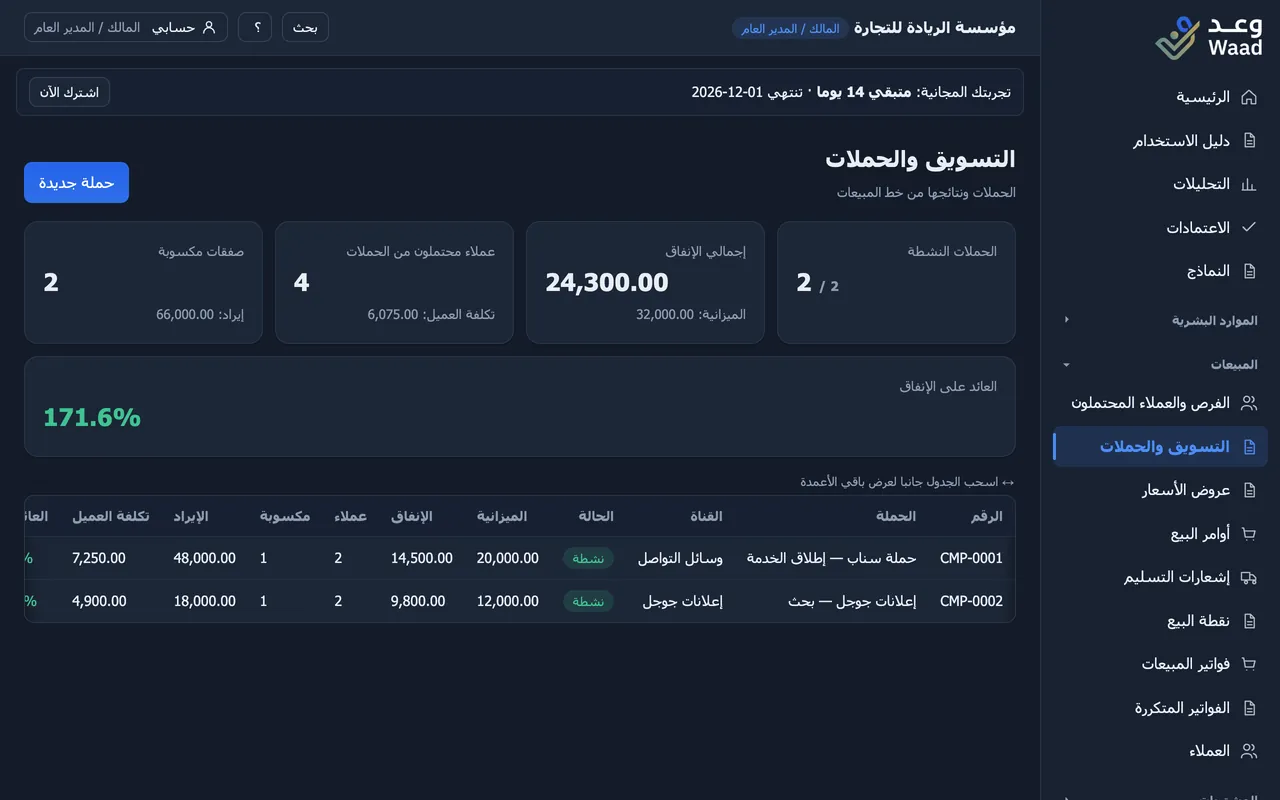 وعد
Waad
الرئيسية
دليل الاستخدام
التحليلات
الاعتمادات
النماذج
الموارد البشرية
المبيعات
الفرص والعملاء المحتملون
التسويق والحملات
عروض الأسعار
أوامر البيع
إشعارات التسليم
نقطة البيع
فواتير المبيعات
الفواتير المتكررة
العملاء
مؤسسة الريادة للتجارة المالك / المدير العام
بحث
؟
حسابي المالك / المدير العام
تجربتك المجانية: متبقي 14 يوما · تنتهي 01-12-2026
اشترك الآن
التسويق والحملات
الحملات ونتائجها من خط المبيعات
حملة جديدة
الحملات النشطة
2 / 2
إجمالي الإنفاق
24,300.00
الميزانية: 32,000.00
عملاء محتملون من الحملات
4
تكلفة العميل: 6,075.00
صفقات مكسوبة
2
إيراد: 66,000.00
العائد على الإنفاق
171.6%
↔ اسحب الجدول جانبا لعرض باقي الأعمدة
الرقم الحملة القناة الحالة الميزانية الإنفاق عملاء مكسوبة الإيراد تكلفة العميل
CMP-0001 حملة سناب — إطلاق الخدمة وسائل التواصل نشطة 20,000.00 14,500.00 2 1 48,000.00 7,250.00 %
CMP-0002 إعلانات جوجل — بحث إعلانات جوجل نشطة 12,000.00 9,800.00 2 1 18,000.00 4,900.00 %